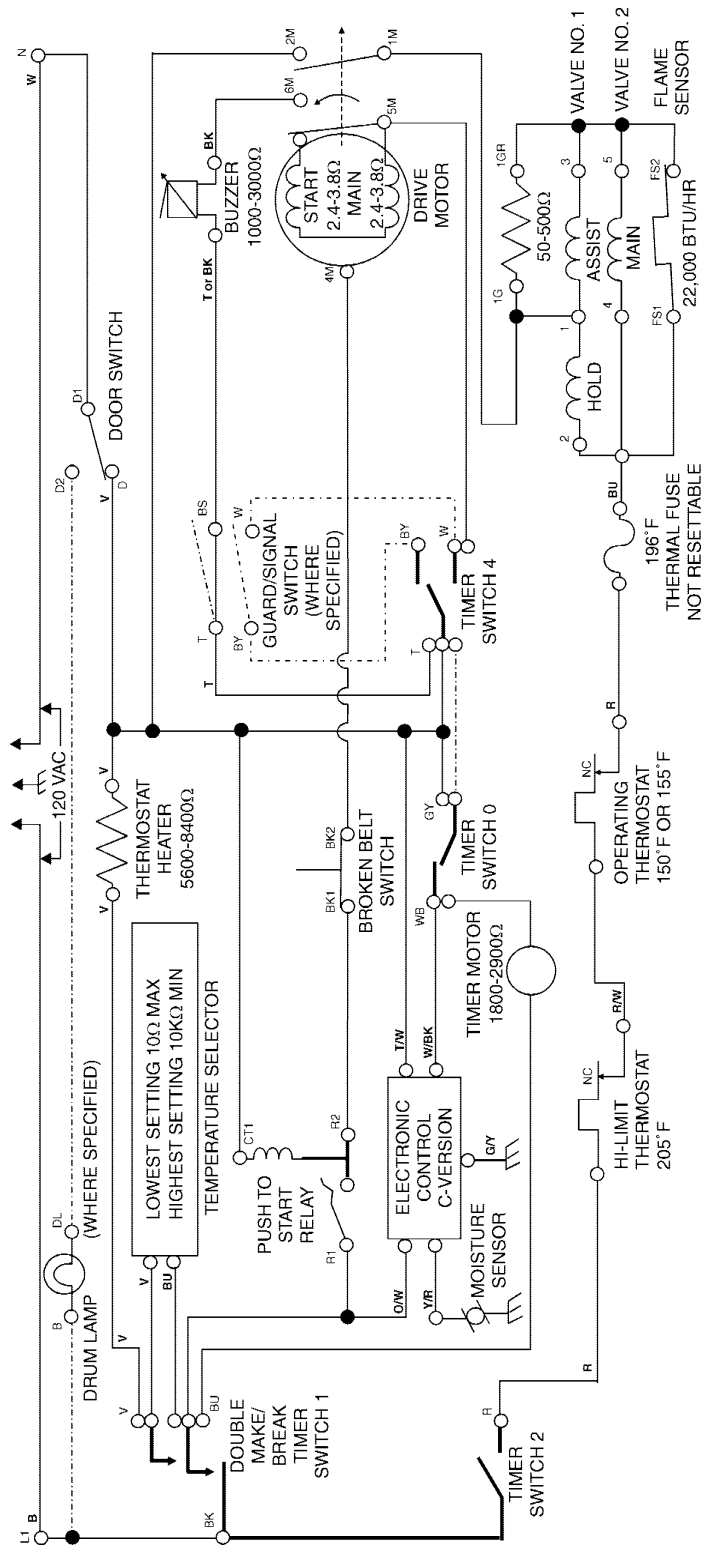 L1
B
120 VAC
W
N
B
DL
DRUM LAMP
(WHERE SPECIFIED)
D2
D1
D
V
DOOR SWITCH
V
V
THERMOSTAT
HEATER
5600-8400Ω
V
V
BU
LOWEST SETTING 10Ω MAX
HIGHEST SETTING 10KΩ MIN
TEMPERATURE SELECTOR
V
BU
DOUBLE
MAKE/
BREAK
TIMER
SWITCH 1
BK
T
T
BS
BY
W
GUARD/SIGNAL
SWITCH
(WHERE
SPECIFIED)
T or BK
BK
BUZZER
1000-3000Ω
6M
2M
5M
1M
4M
START
2.4-3.8Ω
MAIN
2.4-3.8Ω
DRIVE
MOTOR
CT1
PUSH TO
START
RELAY
R1
R2
BK1
BK2
BROKEN BELT
SWITCH
O/W
Y/R
ELECTRONIC
CONTROL
C-VERSION
T/W
W/BK
G/Y
MOISTURE
SENSOR
WB
GY
TIMER SWITCH 0
TIMER MOTOR
1800-2900Ω
T
BY
W
TIMER
SWITCH 4
R
TIMER
SWITCH 2
R
NC
HI-LIMIT
THERMOSTAT
205°F
R/W
NC
OPERATING
THERMOSTAT
150°F OR 155°F
R
196°F
THERMAL FUSE
NOT RESETTABLE
BU
1G
1GR
50-500Ω
2
HOLD
1
ASSIST
3
VALVE NO. 1
4
MAIN
5
VALVE NO. 2
FS1
FS2
FLAME
SENSOR
22,000 BTU/HR